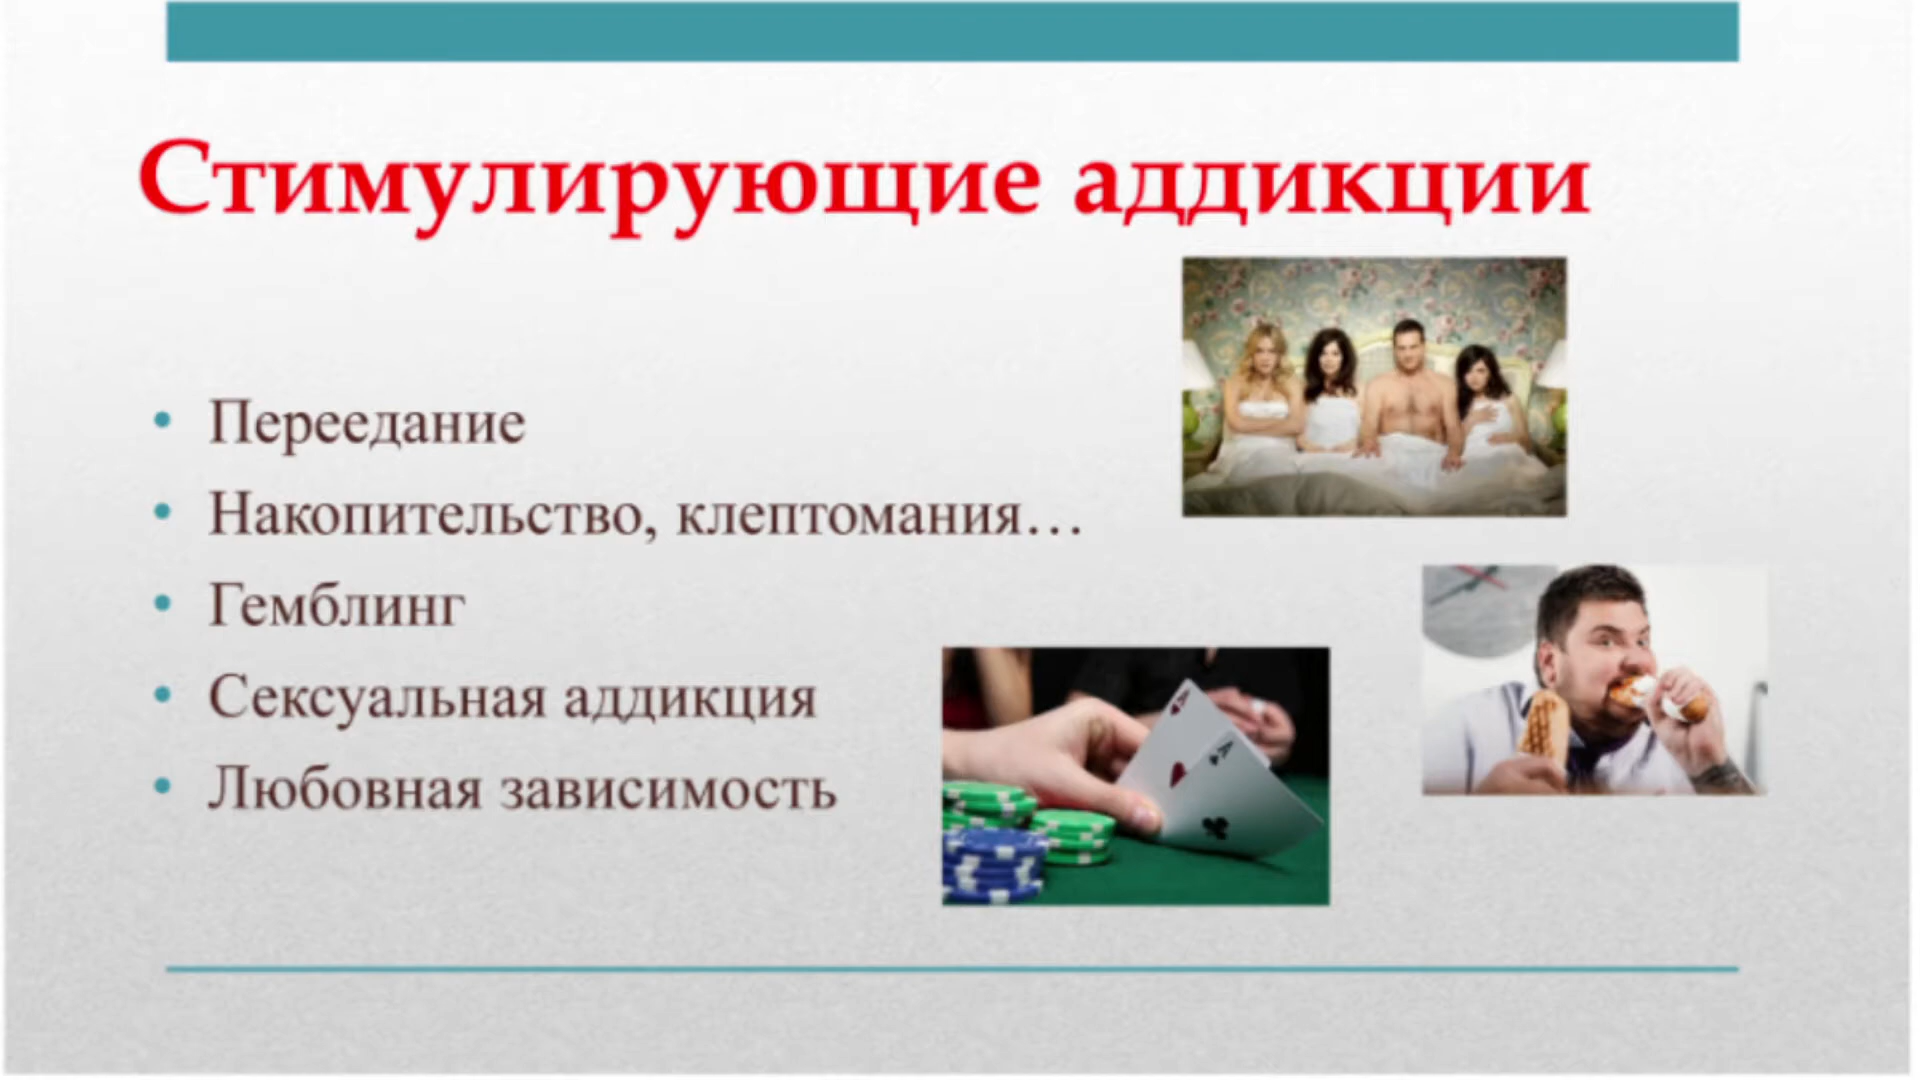 Стимулирующие аддикции
• Переедание
• Накопительство, клептомания…
• Гемблинг
• Сексуальная аддикция
• Любовная зависимость